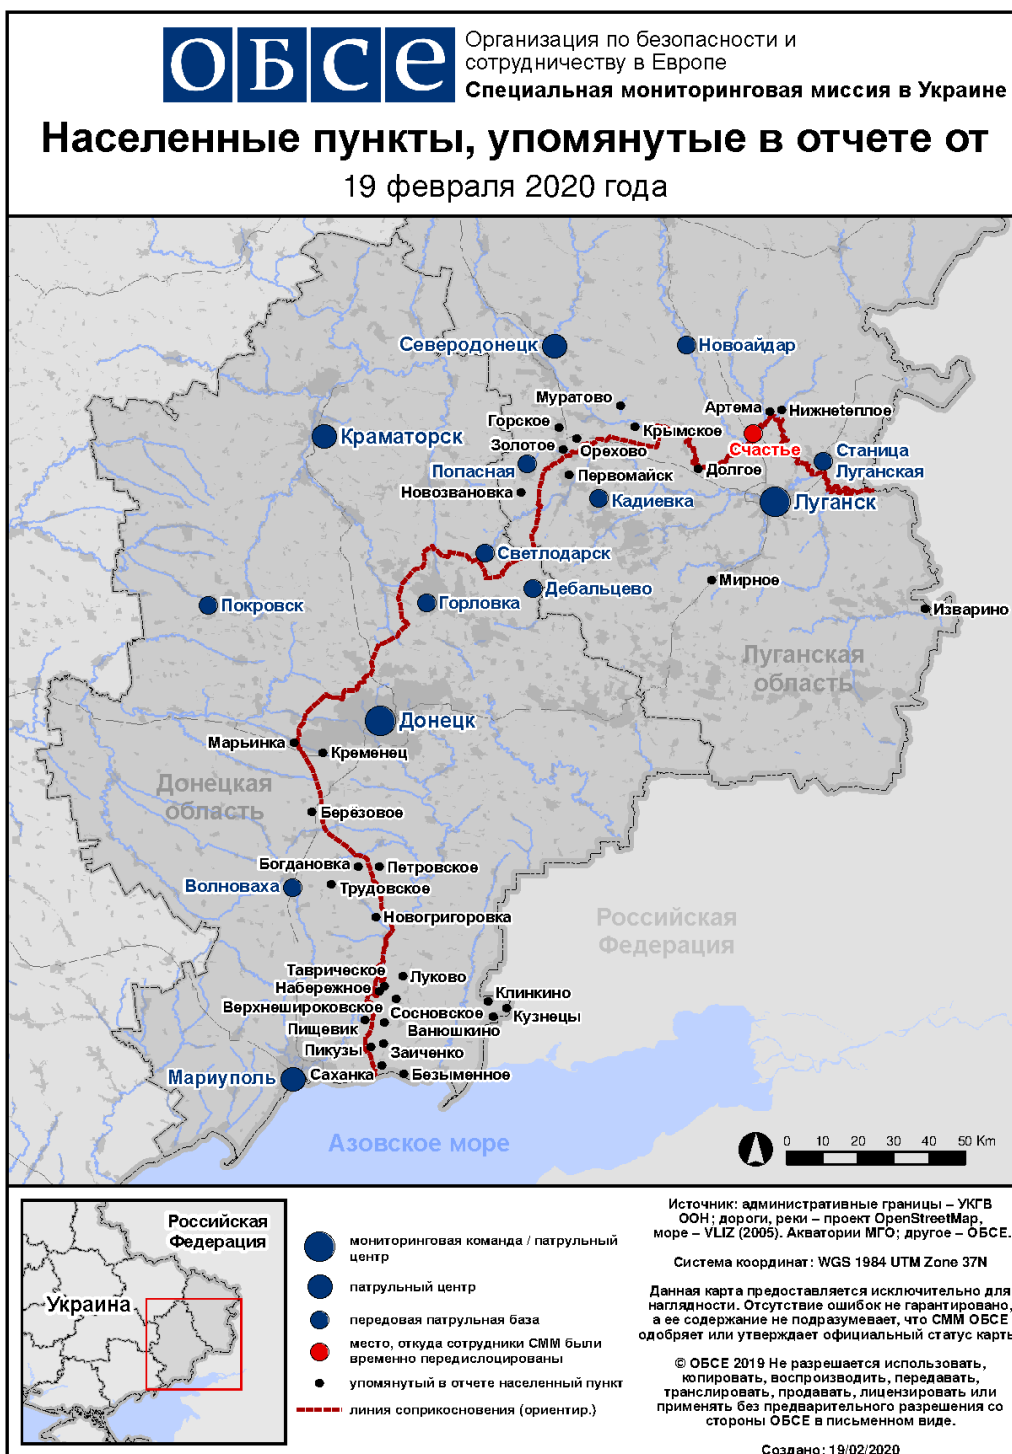 ОБСЕ
Организация по безопасности и
сотрудничеству в Европе
Специальная мониторинговая миссия в Украине
Населенные пункты, упомянутые в отчете от
19 февраля 2020 года
Северодонецк
Новоайдар
Муратово
Артема
Нижнетеплое
Горское
Крымское
Счастье
Краматорск
Золотое
Орехово
Станица
Луганская
Попасная
Первомайск
Долгое
Новозвановка
Кадиевка
Луганск
Светлодарск
Мирное
Дебальцево
Покровск
Горловка
Изварино
Луганская
область
Донецк
Марьинка
Кременец
Донецкая
область
Берёзовое
Богдановка
Петровское
Волноваха
Трудовское
Новогригоровка
Российская
Федерация
Таврическое
Луково
Набережное
Клинкино
Верхнешироковское
Сосновское
Кузнецы
Пищевик
Ванюшкино
Пикузы
Заиченко
Мариуполь
Саханка
Безыменное
Азовское море
0 10 20 30 40 50 Km
Российская
Федерация
Украина
мониторинговая команда / патрульный
центр
патрульный центр
передовая патрульная база
место, откуда сотрудники СММ были
временно передислоцированы
упомянутый в отчете населенный пункт
линия соприкосновения (ориентир.)
Источник: административные границы – УКГВ
ООН; дороги, реки – проект OpenStreetMap,
море – VLIZ (2005). Акватории МГО; другое – ОБСЕ.
Система координат: WGS 1984 UTM Zone 37N
Данная карта предоставляется исключительно для
наглядности. Отсутствие ошибок не гарантировано,
а ее содержание не подразумевает, что СММ ОБСЕ
одобряет или утверждает официальный статус карты
© ОБСЕ 2019 Не разрешается использовать,
копировать, воспроизводить, передавать,
транслировать, продавать, лицензировать или
применять без предварительного разрешения со
стороны ОБСЕ в письменном виде.
Создано: 19/02/2020